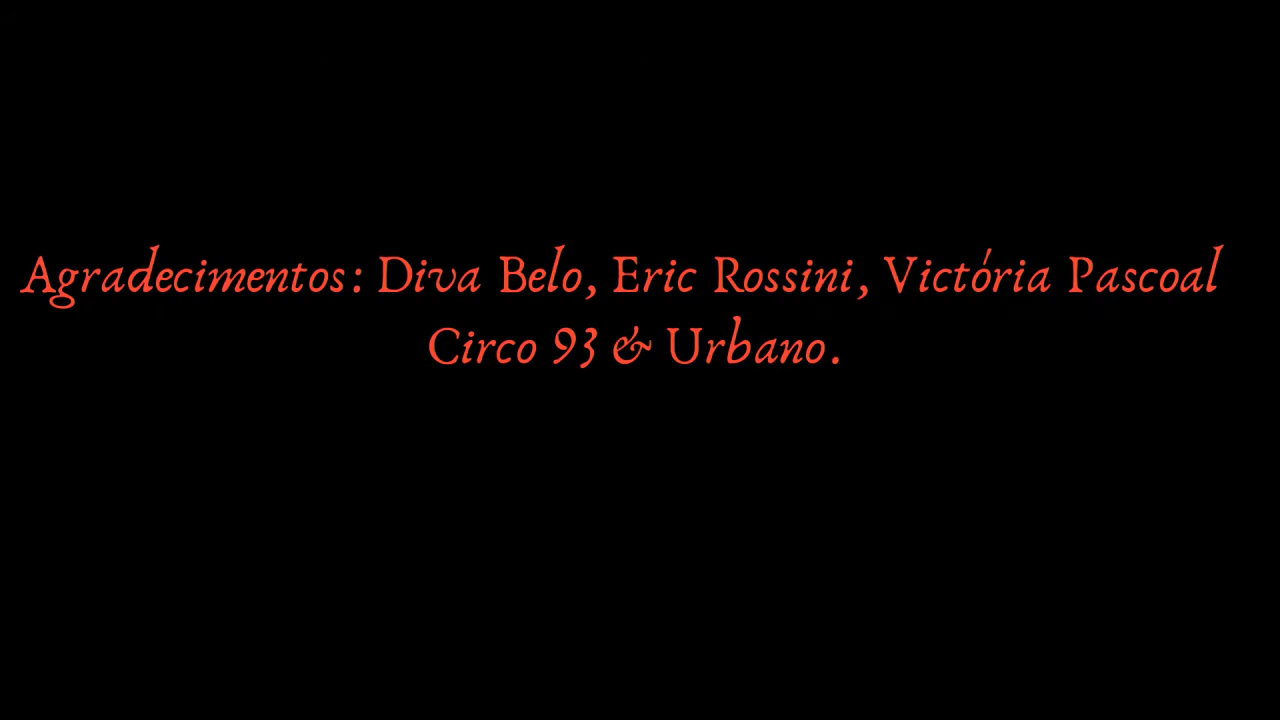 Agradecimentos: Diva Belo, Eric Rossini, Victória Pascoal
Circo 93 & Urbano.